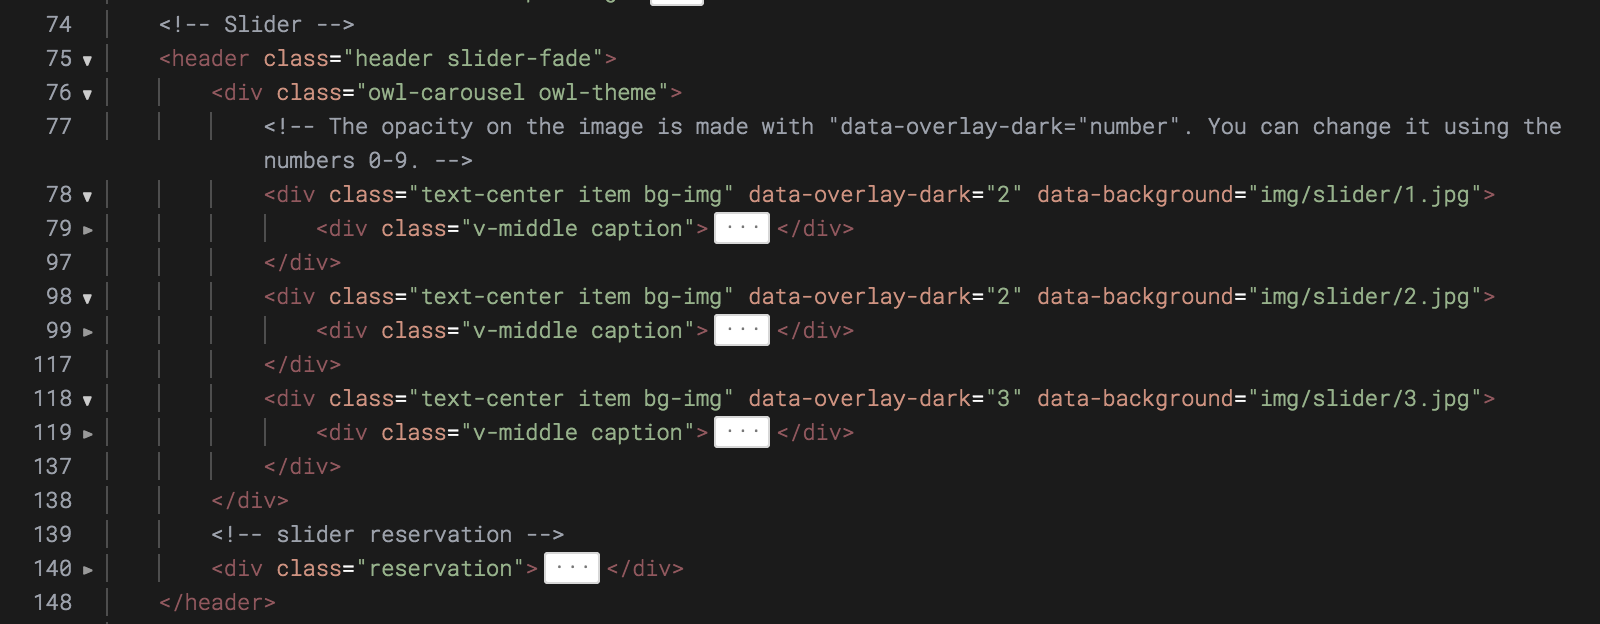 74 <!-- Slider -->
75 <header class="header slider-fade">
76 <div class="owl-carousel owl-theme">
77 <!-- The opacity on the image is made with "data-overlay-dark="number". You can change it using the
numbers 0-9. -->
78 <div class="text-center item bg-img" data-overlay-dark="2" data-background="img/slider/1.jpg">
79 <div class="v-middle caption"> ... </div>
97 </div>
98 <div class="text-center item bg-img" data-overlay-dark="2" data-background="img/slider/2.jpg">
99 <div class="v-middle caption"> ... </div>
117 </div>
118 <div class="text-center item bg-img" data-overlay-dark="3" data-background="img/slider/3.jpg">
119 <div class="v-middle caption"> ... </div>
137 </div>
138 </div>
139 <!-- slider reservation -->
140 <div class="reservation"> ... </div>
148 </header>